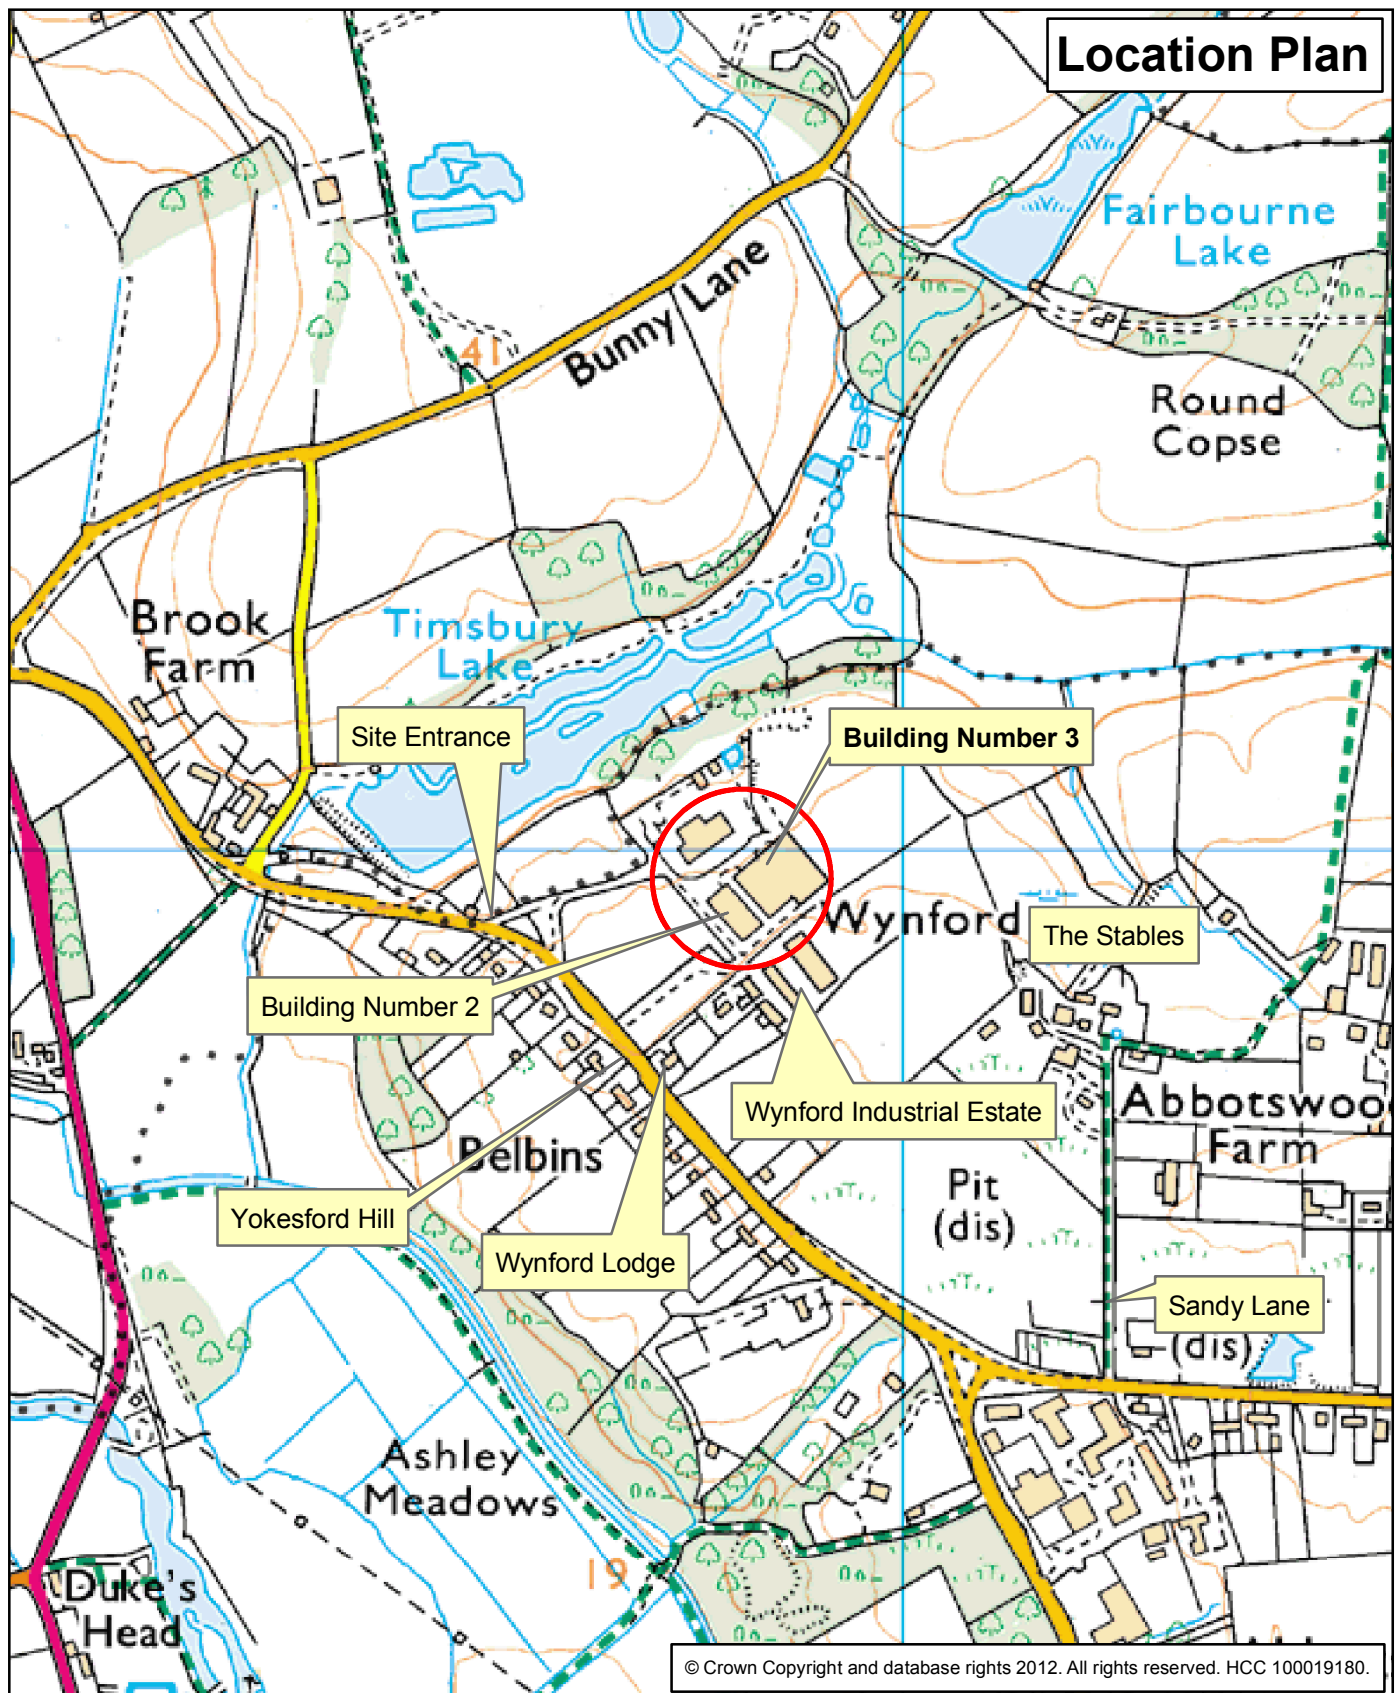 Location Plan
Fairbourne
Lake
Bunny Lane
41
Round
Copse
Brook
Farm
Timsbury
Lake
Site Entrance
Building Number 3
Wynford
The Stables
Building Number 2
Wynford Industrial Estate
Abbotswoo
Farm
Belbins
Pit
(dis)
Yokesford Hill
Wynford Lodge
Sandy Lane
(dis)
Ashley
Meadows
19
Duke's
Head
© Crown Copyright and database rights 2012. All rights reserved. HCC 100019180.